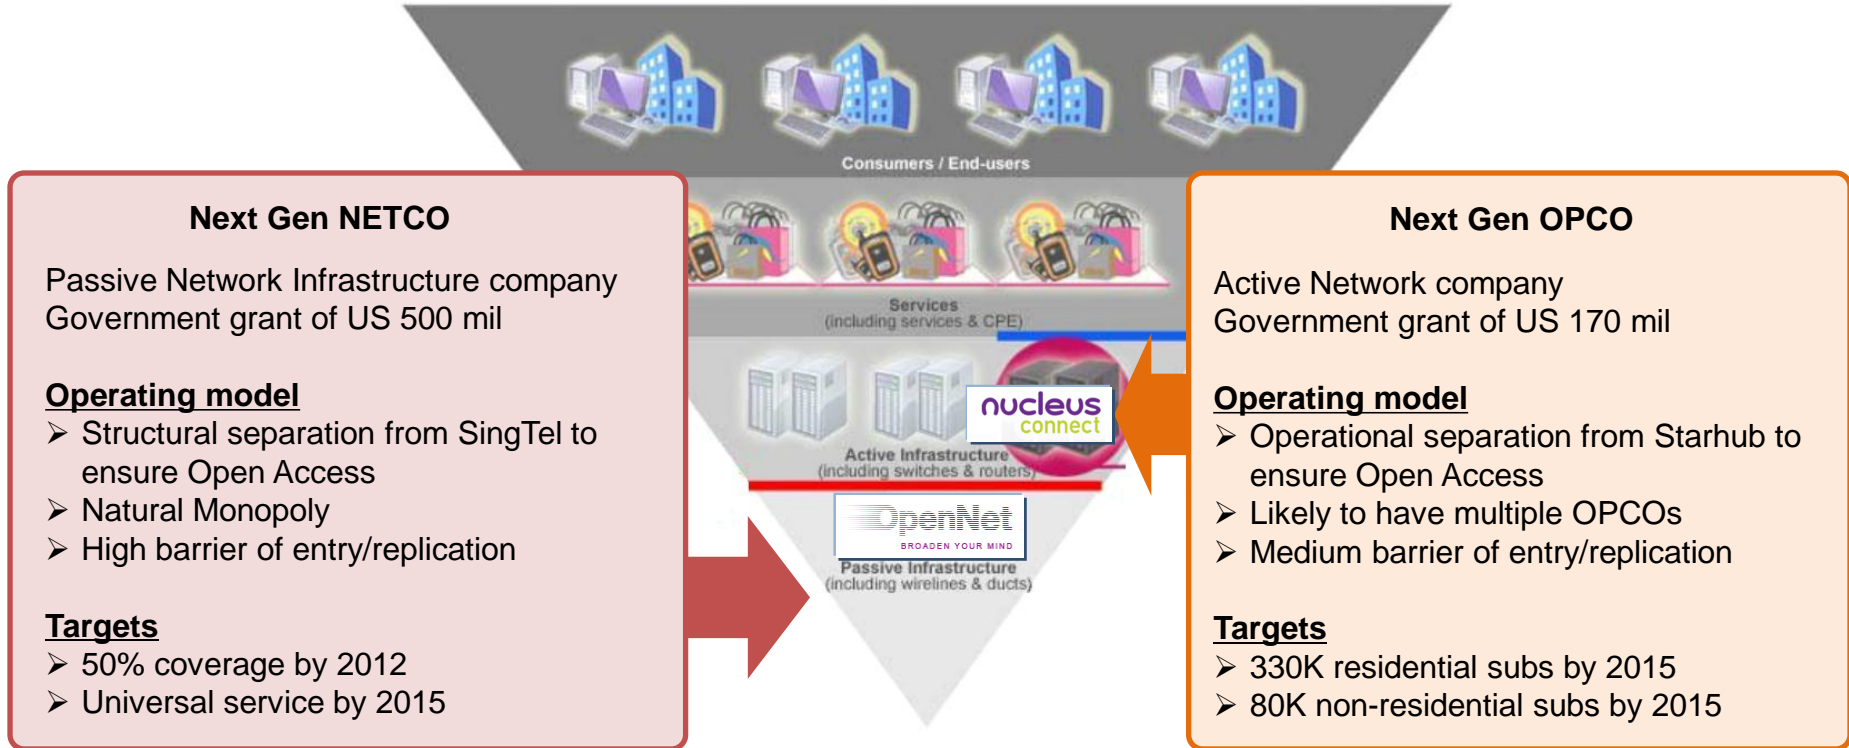 Consumers / End-users
Next Gen NETCO
Passive Network Infrastructure company
Government grant of US 500 mil
Operating model
➢ Structural separation from SingTel to
ensure Open Access
➢ Natural Monopoly
➢ High barrier of entry/replication
Targets
➢ 50% coverage by 2012
➢ Universal service by 2015
Services
(including services & CPE)
nucleus
connect
Active Infrastructure
(including switches & routers)
OpenNet
BROADEN YOUR MIND
Passive Infrastructure
(including wirelines & ducts)
Next Gen OPCO
Active Network company
Government grant of US 170 mil
Operating model
➢ Operational separation from Starhub to
ensure Open Access
➢ Likely to have multiple OPCOs
➢ Medium barrier of entry/replication
Targets
➢ 330K residential subs by 2015
➢ 80K non-residential subs by 2015